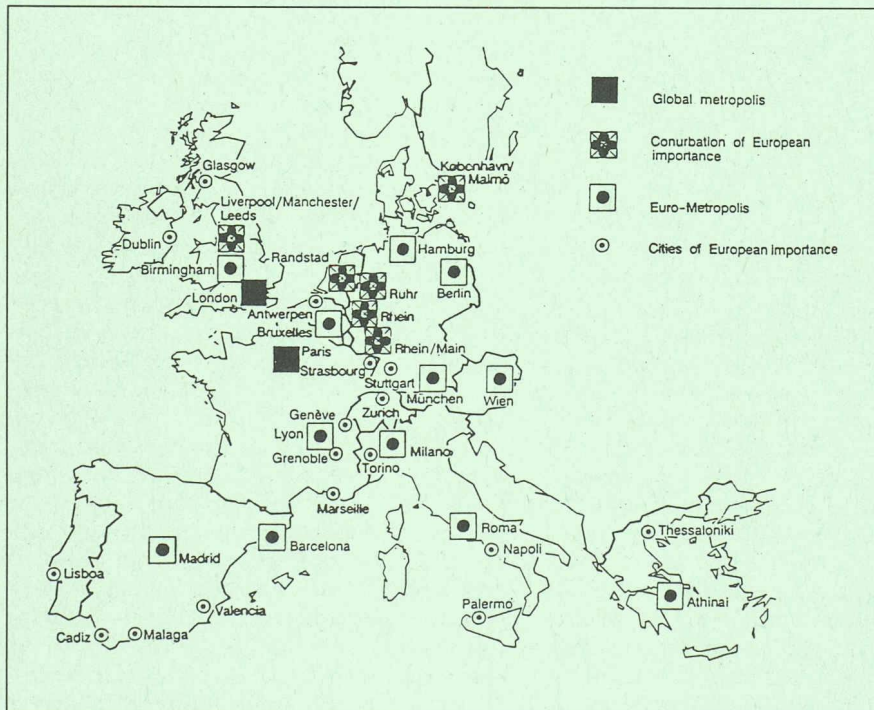 Global metropolis
Conurbation of European
importance
Euro-Metropolis
Cities of European Importance
København/
Malmö
Glasgow
Liverpool/Manchester/
Leeds
Dublin
Birmingham
Randstad
Hamburg
Berlin
London
Ruhr
Antwerpen
Rhein
Bruxelles
Paris
Rhein/Main
Strasbourg
Stuttgart
München
Wien
Zurich
Genève
Lyon
Milano
Grenoble
Torino
Marseille
Roma
Thessaloniki
Barcelona
Madrid
Napoli
Lisboa
Athinai
Valencia
Palermo
Cadiz
Malaga